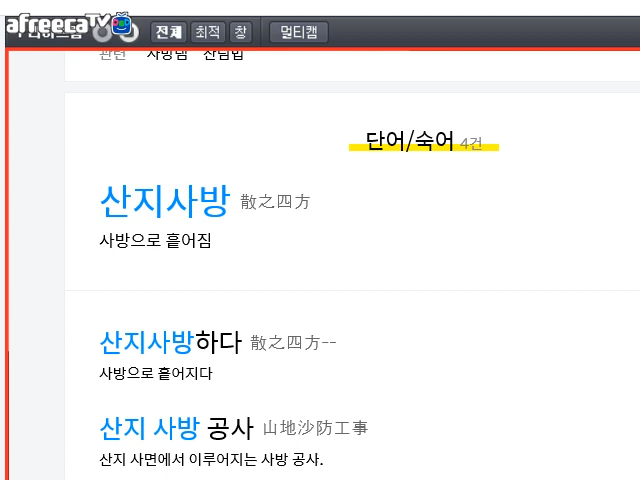 afreecaTV
전체 최적 창 멀티캠
관련 사방댐 산림법
단어/숙어 4건
산지사방 散之四方
사방으로 흩어짐
산지사방하다 散之四方--
사방으로 흩어지다
산지 사방 공사 山地沙防工事
산지 사면에서 이루어지는 사방 공사.